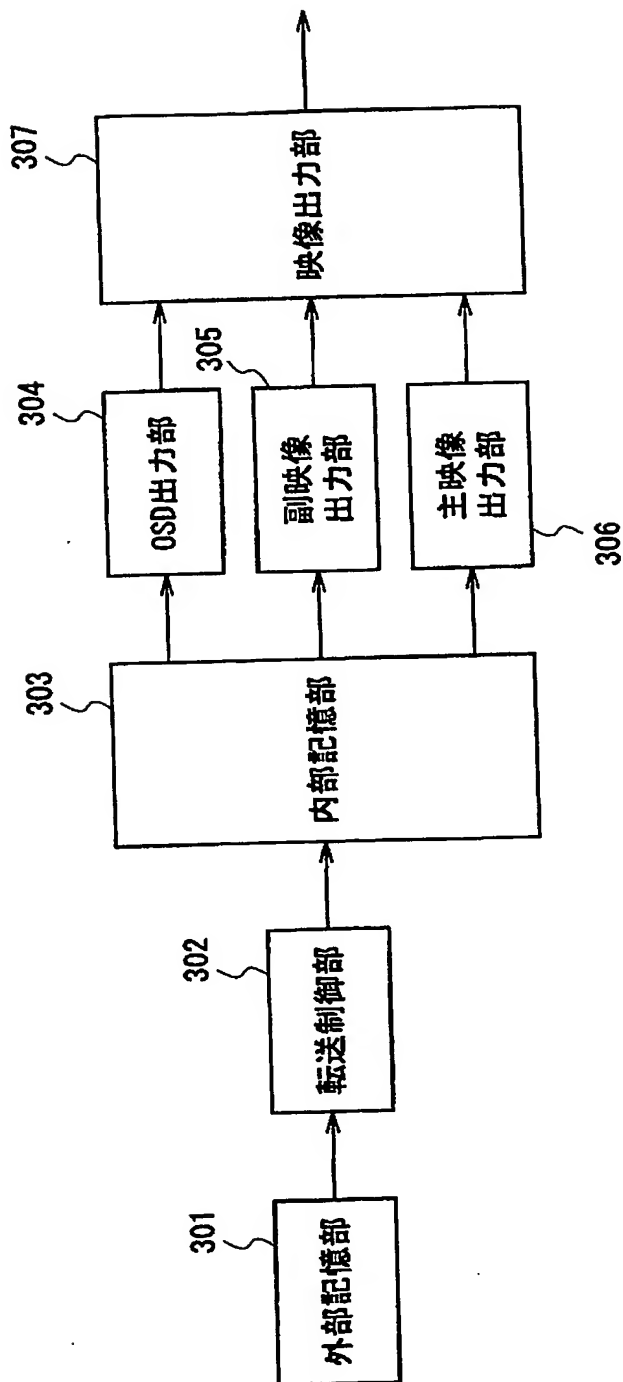 301
外部記憶部
302
転送制御部
303
内部記憶部
304
OSD出力部
305
副映像
出力部
主映像
出力部
306
307
映像出力部